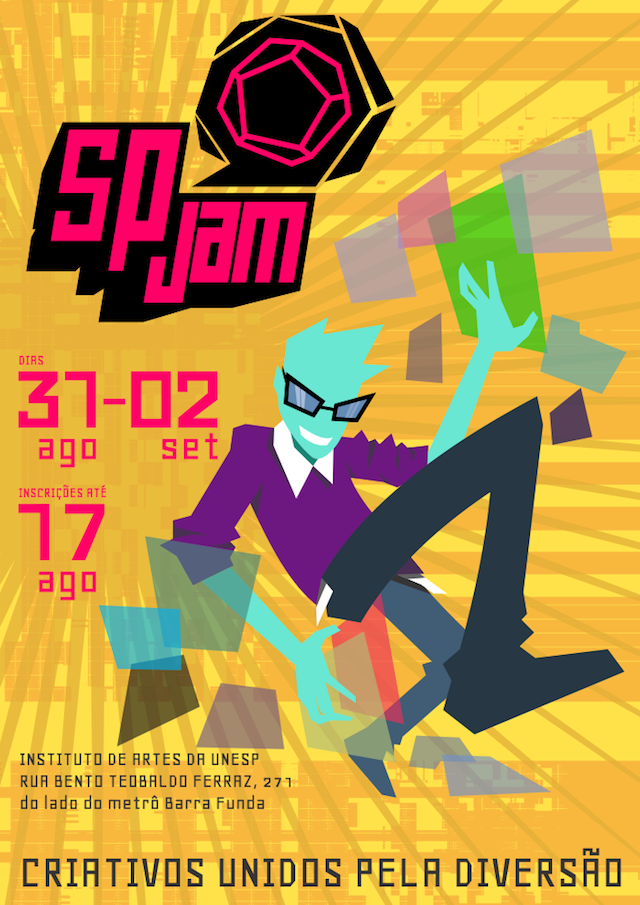 SP
Jam
DIAS
31-02
ago set
INSCRIÇÕES ATÉ
17
ago
INSTITUTO DE ARTES DA UNESP
RUA BENTO TEOBALDO FERRAZ, 271
do lado do metrô Barra Funda
CRIATIVOS UNIDOS PELA DIVERSÃO